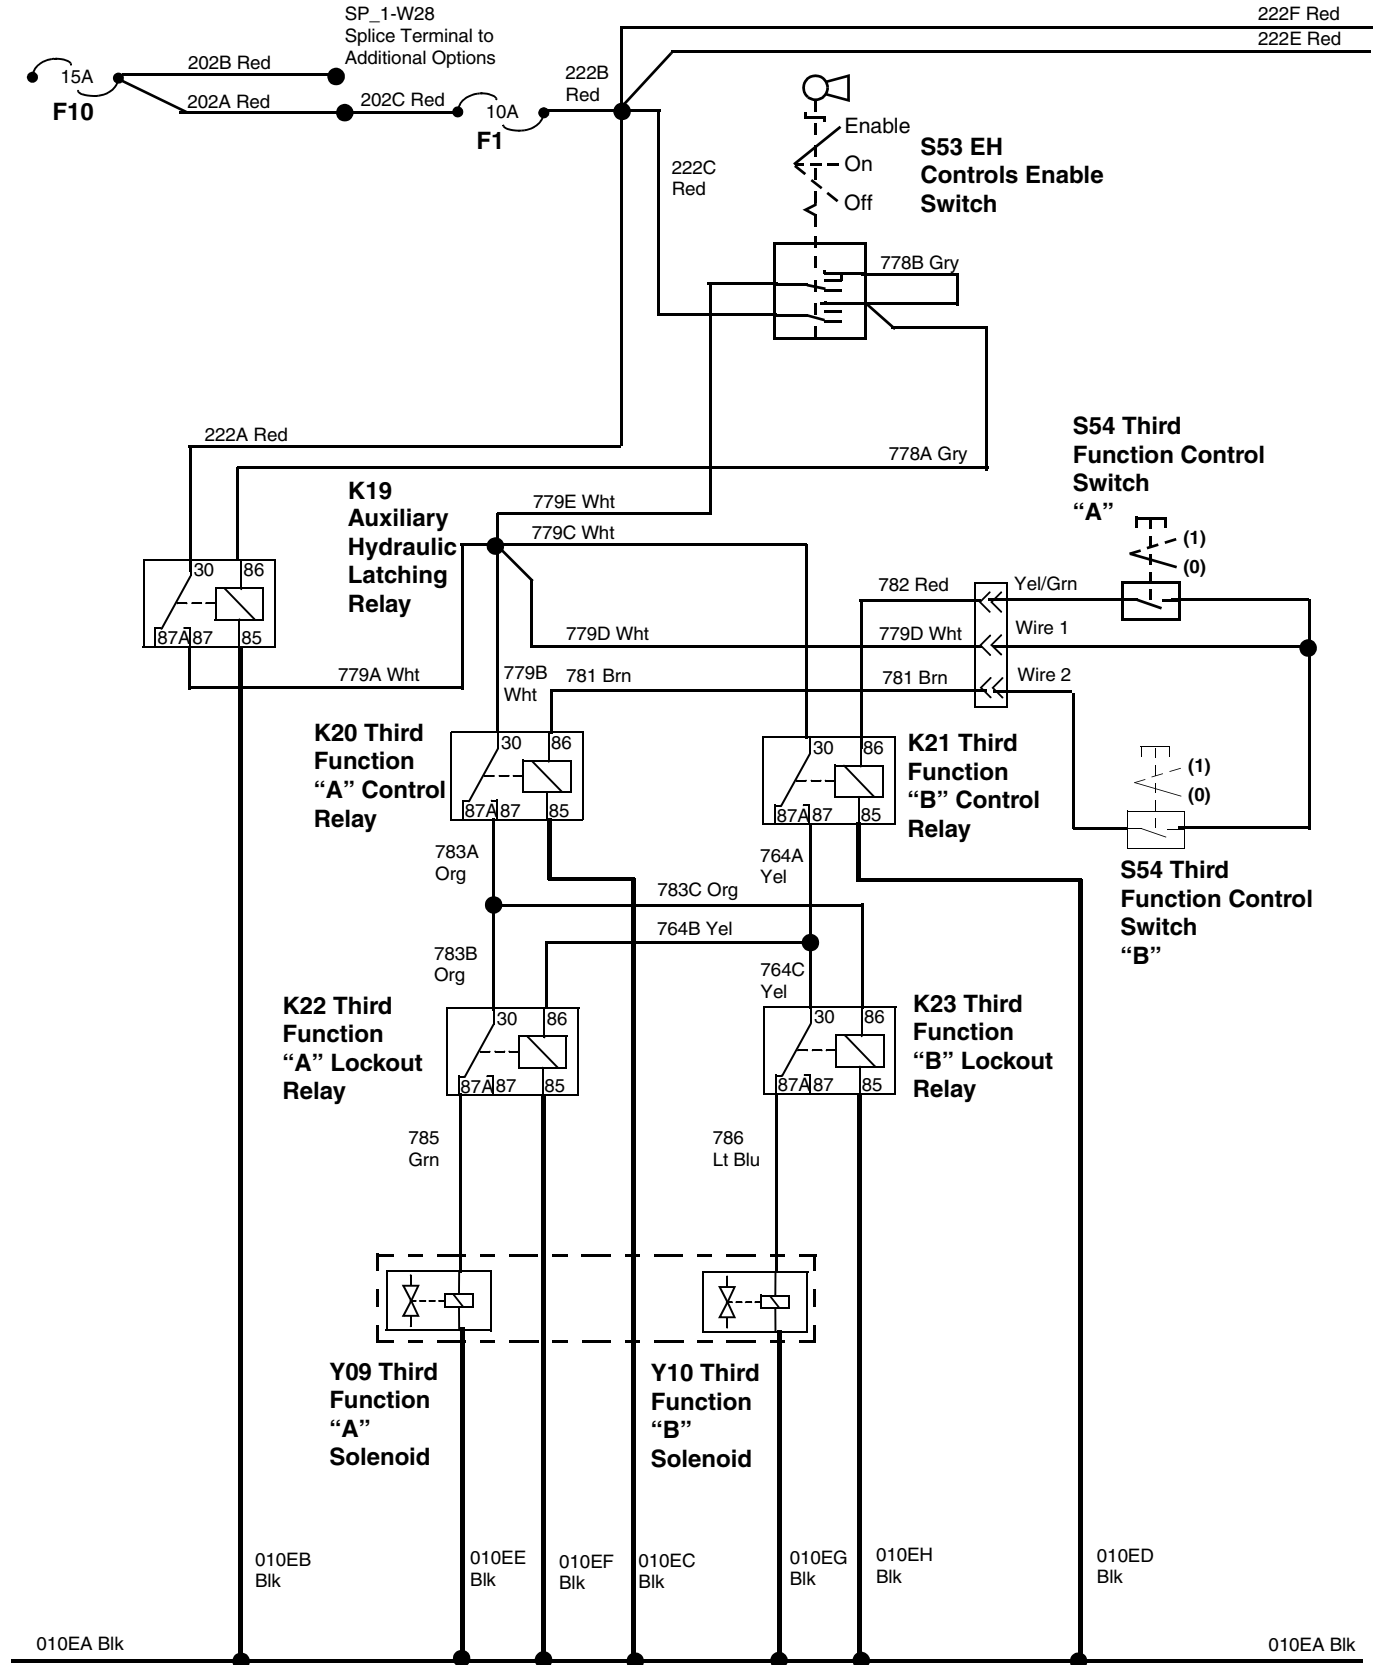 SP_1-W28
Splice Terminal to
Additional Options
222F Red
222E Red
202B Red
15A
F10
202A Red
202C Red
10A
F1
222B
Red
222C
Red
Enable
On
Off
S53 EH
Controls Enable
Switch
778B Gry
222A Red
778A Gry
S54 Third
Function Control
Switch
“A”
(1)
(0)
K19
Auxiliary
Hydraulic
Latching
Relay
779E Wht
779C Wht
30
86
87A
87
85
782 Red
Yel/Grn
779D Wht
779D Wht
Wire 1
779A Wht
779B
Wht
781 Brn
781 Brn
Wire 2
K20 Third
Function
“A” Control
Relay
30
86
87A
87
85
30
86
87A
87
85
K21 Third
Function
“B” Control
Relay
(1)
(0)
S54 Third
Function Control
Switch
“B”
783A
Org
764A
Yel
783C Org
764B Yel
783B
Org
764C
Yel
K22 Third
Function
“A” Lockout
Relay
30
86
87A
87
85
30
86
87A
87
85
K23 Third
Function
“B” Lockout
Relay
785
Grn
786
Lt Blu
Y09 Third
Function
“A”
Solenoid
Y10 Third
Function
“B”
Solenoid
010EB
Blk
010EE
Blk
010EF
Blk
010EC
Blk
010EG
Blk
010EH
Blk
010ED
Blk
010EA Blk
010EA Blk